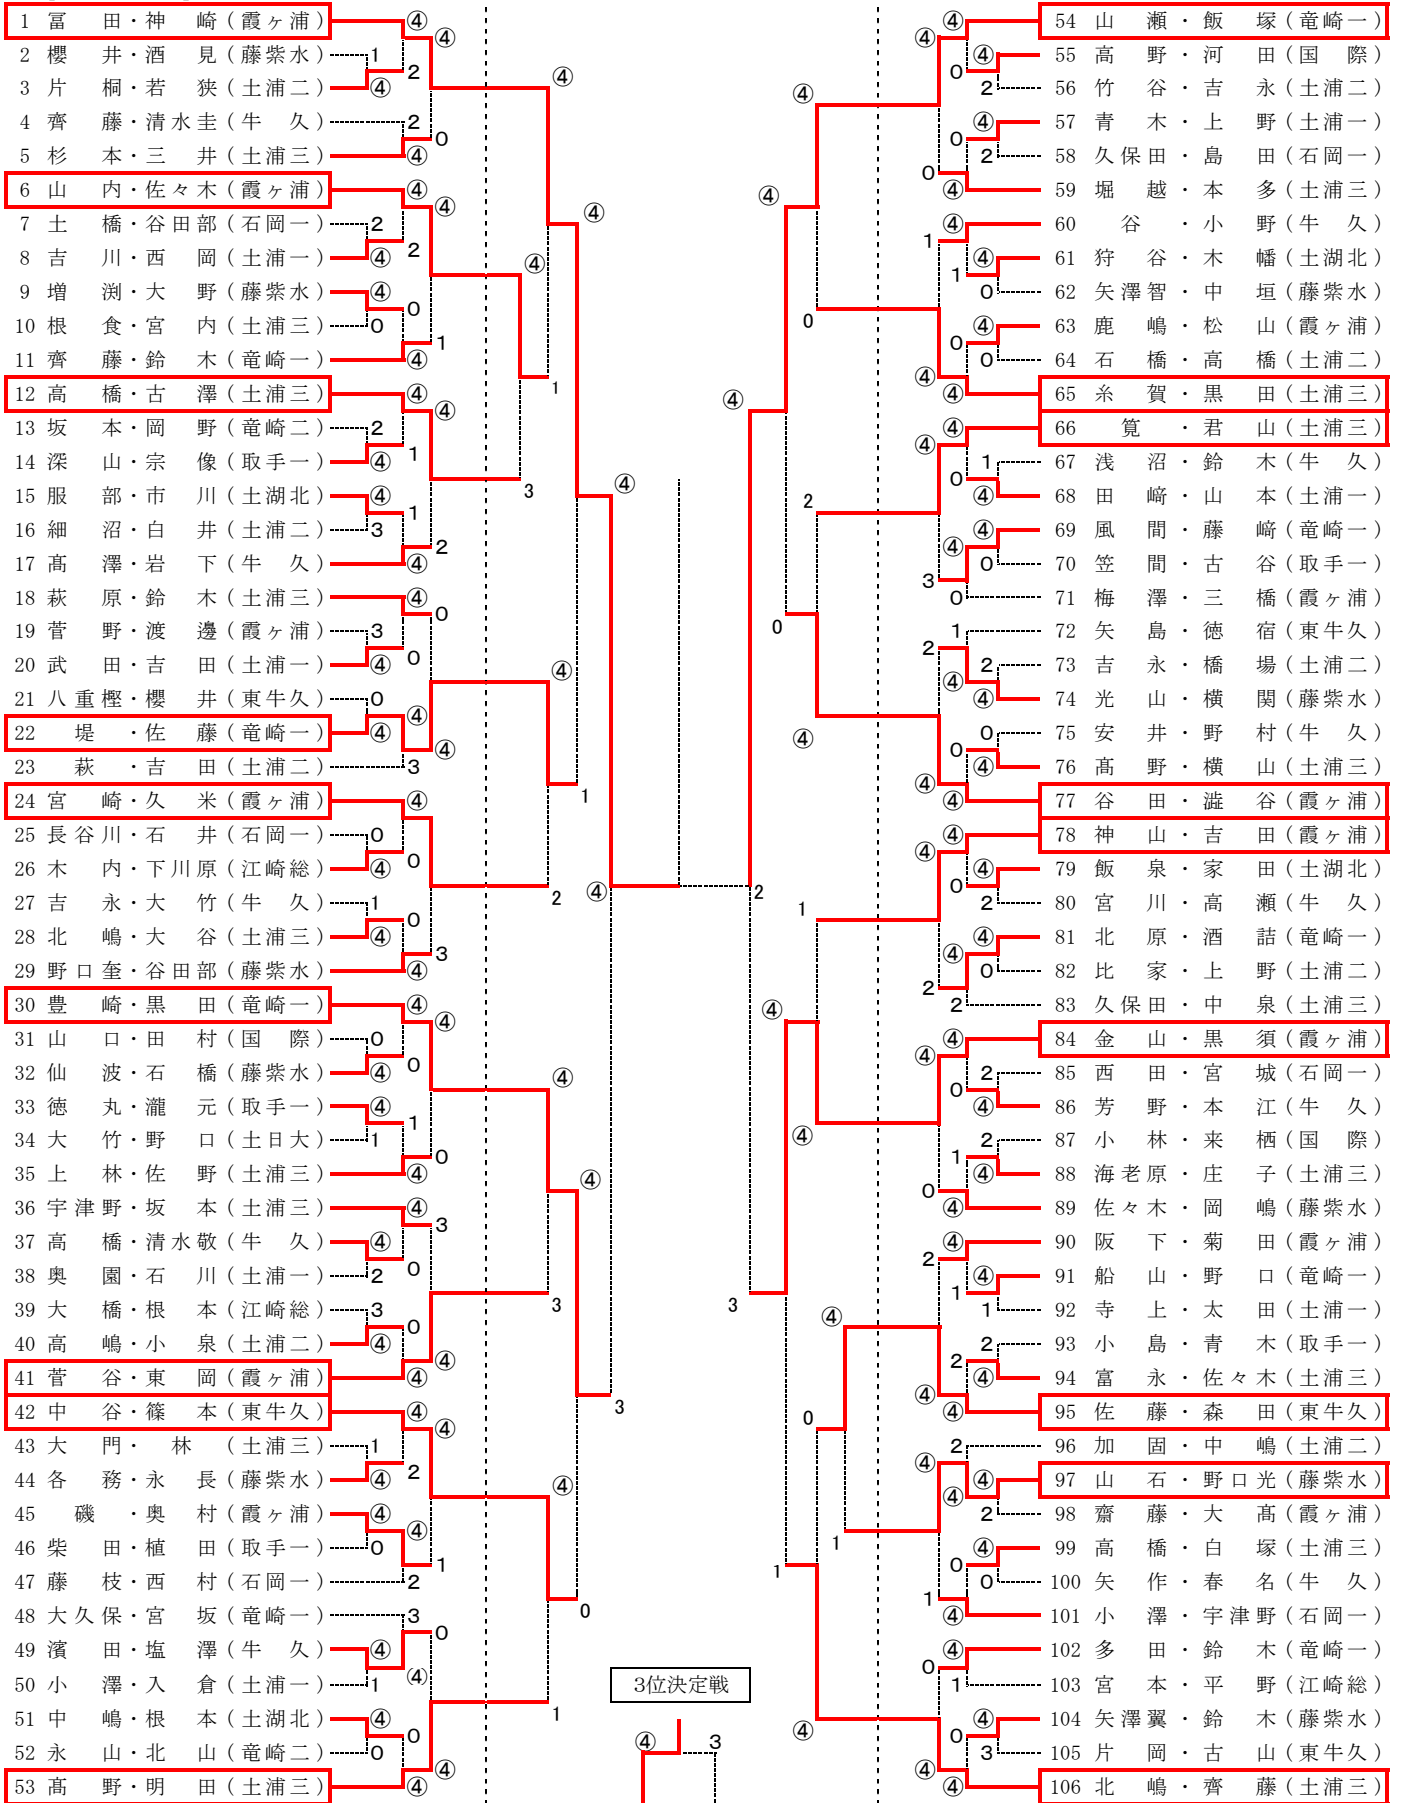 1 冨 田・神 崎(霞ヶ浦)
2 櫻 井・酒 見(藤紫水)
3 片 桐・若 狭(土浦二)
4 齊 藤・清水圭(牛 久)
5 杉 本・三 井(土浦三)
6 山 内・佐々木(霞ヶ浦)
7 土 橋・谷田部(石岡一)
8 吉 川・西 岡(土浦一)
9 増 渕・大 野(藤紫水)
10 根 食・宮 内(土浦三)
11 齊 藤・鈴 木(竜崎一)
12 高 橋・古 澤(土浦三)
13 坂 本・岡 野(竜崎二)
14 深 山・宗 像(取手一)
15 服 部・市 川(土湖北)
16 細 沼・白 井(土浦二)
17 髙 澤・岩 下(牛 久)
18 萩 原・鈴 木(土浦三)
19 菅 野・渡 邊(霞ヶ浦)
20 武 田・吉 田(土浦一)
21 八重樫・櫻 井(東牛久)
22 堤 ・佐 藤(竜崎一)
23 萩 ・吉 田(土浦二)
24 宮 崎・久 米(霞ヶ浦)
25 長谷川・石 井(石岡一)
26 木 内・下川原(江崎総)
27 吉 永・大 竹(牛 久)
28 北 嶋・大 谷(土浦三)
29 野口奎・谷田部(藤紫水)
30 豊 崎・黒 田(竜崎一)
31 山 口・田 村(国 際)
32 仙 波・石 橋(藤紫水)
33 徳 丸・瀧 元(取手一)
34 大 竹・野 口(土日大)
35 上 林・佐 野(土浦三)
36 宇津野・坂 本(土浦三)
37 高 橋・清水敬(牛 久)
38 奥 園・石 川(土浦一)
39 大 橋・根 本(江崎総)
40 高 嶋・小 泉(土浦二)
41 菅 谷・東 岡(霞ヶ浦)
42 中 谷・篠 本(東牛久)
43 大 門・ 林 (土浦三)
44 各 務・永 長(藤紫水)
45 磯 ・奥 村(霞ヶ浦)
46 柴 田・植 田(取手一)
47 藤 枝・西 村(石岡一)
48 大久保・宮 坂(竜崎一)
49 濱 田・塩 澤(牛 久)
50 小 澤・入 倉(土浦一)
51 中 嶋・根 本(土湖北)
52 永 山・北 山(竜崎二)
53 髙 野・明 田(土浦三)
3位決定戦
④ 3
54 山 瀬・飯 塚(竜崎一)
55 高 野・河 田(国 際)
56 竹 谷・吉 永(土浦二)
57 青 木・上 野(土浦一)
58 久保田・島 田(石岡一)
59 堀 越・本 多(土浦三)
60 谷 ・小 野(牛 久)
61 狩 谷・木 幡(土湖北)
62 矢澤智・中 垣(藤紫水)
63 鹿 嶋・松 山(霞ヶ浦)
64 石 橋・高 橋(土浦二)
65 糸 賀・黒 田(土浦三)
66 筧 ・君 山(土浦三)
67 浅 沼・鈴 木(牛 久)
68 田 﨑・山 本(土浦一)
69 風 間・藤 﨑(竜崎一)
70 笠 間・古 谷(取手一)
71 梅 澤・三 橋(霞ヶ浦)
72 矢 島・徳 宿(東牛久)
73 吉 永・橋 場(土浦二)
74 光 山・横 関(藤紫水)
75 安 井・野 村(牛 久)
76 髙 野・横 山(土浦三)
77 谷 田・澁 谷(霞ヶ浦)
78 神 山・吉 田(霞ヶ浦)
79 飯 泉・家 田(土湖北)
80 宮 川・高 瀬(牛 久)
81 北 原・酒 詰(竜崎一)
82 比 家・上 野(土浦二)
83 久保田・中 泉(土浦三)
84 金 山・黒 須(霞ヶ浦)
85 西 田・宮 城(石岡一)
86 芳 野・本 江(牛 久)
87 小 林・来 栖(国 際)
88 海老原・庄 子(土浦三)
89 佐々木・岡 嶋(藤紫水)
90 阪 下・菊 田(霞ヶ浦)
91 船 山・野 口(竜崎一)
92 寺 上・太 田(土浦一)
93 小 島・青 木(取手一)
94 富 永・佐々木(土浦三)
95 佐 藤・森 田(東牛久)
96 加 固・中 嶋(土浦二)
97 山 石・野口光(藤紫水)
98 齋 藤・大 髙(霞ヶ浦)
99 高 橋・白 塚(土浦三)
100 矢 作・春 名(牛 久)
101 小 澤・宇津野(石岡一)
102 多 田・鈴 木(竜崎一)
103 宮 本・平 野(江崎総)
104 矢澤翼・鈴 木(藤紫水)
105 片 岡・古 山(東牛久)
106 北 嶋・齊 藤(土浦三)